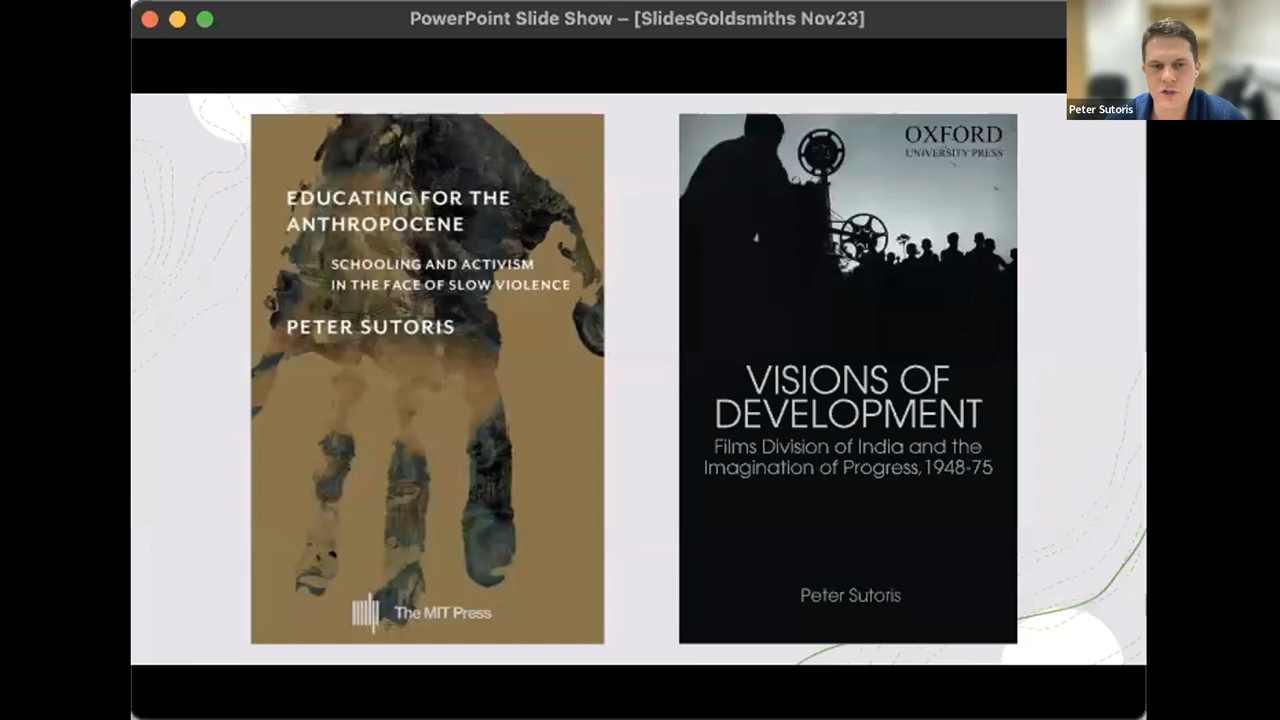 PowerPoint Slide Show – [SlidesGoldsmiths Nov23]
Peter Sutoris
EDUCATING FOR THE
ANTHROPOCENE
SCHOOLING AND ACTIVISM
IN THE FACE OF SLOW VIOLENCE
PETER SUTORIS
The MIT Press
OXFORD
UNIVERSITY PRESS
VISIONS OF
DEVELOPMENT
Films Division of India and the
Imagination of Progress, 1948-75
Peter Sutoris